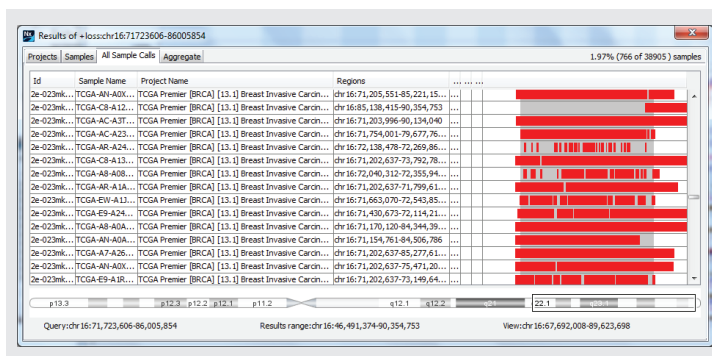 Results of +loss:chr16:71723606-86005854
Projects Samples All Sample Calls Aggregate 1.97% (766 of 38905 ) samples
Id Sample Name Project Name Regions ... ... ...
2e-023mk... TCGA-AN-A0X... TCGA Premier [BRCA] [13.1] Breast Invasive Carcin... chr16:71,205,551-85,221,15... ...
2e-023mk... TCGA-C8-A12... TCGA Premier [BRCA] [13.1] Breast Invasive Carcin... chr16:85,138,415-90,354,753 ...
2e-023mk... TCGA-AC-A3T... TCGA Premier [BRCA] [13.1] Breast Invasive Carcin... chr16:71,203,996-90,134,040 ...
2e-023mk... TCGA-AC-A23... TCGA Premier [BRCA] [13.1] Breast Invasive Carcin... chr16:71,754,001-79,677,76... ...
2e-023mk... TCGA-AR-A24... TCGA Premier [BRCA] [13.1] Breast Invasive Carcin... chr16:72,138,478-72,269,86... ...
2e-023mk... TCGA-C8-A13... TCGA Premier [BRCA] [13.1] Breast Invasive Carcin... chr16:71,202,637-73,792,78... ...
2e-023mk... TCGA-A8-A08... TCGA Premier [BRCA] [13.1] Breast Invasive Carcin... chr16:72,040,312-72,355,94... ...
2e-023mk... TCGA-AR-A1A... TCGA Premier [BRCA] [13.1] Breast Invasive Carcin... chr16:71,202,637-71,799,61... ...
2e-023mk... TCGA-EW-A1J... TCGA Premier [BRCA] [13.1] Breast Invasive Carcin... chr16:71,663,070-72,543,85... ...
2e-023mk... TCGA-E9-A24... TCGA Premier [BRCA] [13.1] Breast Invasive Carcin... chr16:71,430,673-72,114,21... ...
2e-023mk... TCGA-A8-A0A... TCGA Premier [BRCA] [13.1] Breast Invasive Carcin... chr16:71,170,120-84,344,39... ...
2e-023mk... TCGA-AN-A0A... TCGA Premier [BRCA] [13.1] Breast Invasive Carcin... chr16:71,154,761-84,506,786 ...
2e-023mk... TCGA-A7-A26... TCGA Premier [BRCA] [13.1] Breast Invasive Carcin... chr16:71,202,637-85,277,61... ...
2e-023mk... TCGA-AN-A0X... TCGA Premier [BRCA] [13.1] Breast Invasive Carcin... chr16:71,202,637-75,471,20... ...
2e-023mk... TCGA-E9-A1R... TCGA Premier [BRCA] [13.1] Breast Invasive Carcin... chr16:71,202,637-73,149,64... ...
p13.3 p12.3 p12.2 p12.1 p11.2 q12.1 q12.2 q21 22.1 q23.1
Query:chr16:71,723,606-86,005,854 Results range:chr16:46,491,374-90,354,753 View:chr16:67,692,008-89,623,698